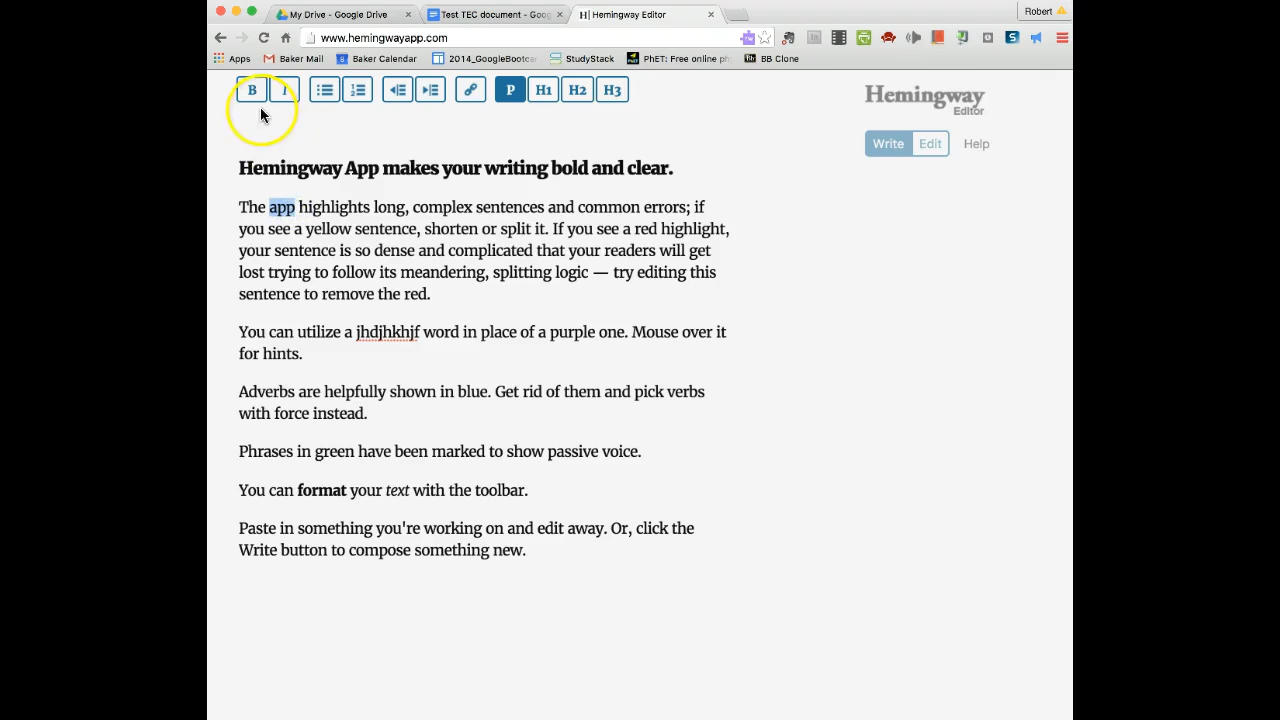 My Drive - Google Drive
Test TEC document - Goog
H| Hemingway Editor
Robert
www.hemingwayapp.com
Apps Baker Mail Baker Calendar 2014_GoogleBootca StudyStack PhET: Free online ph BB Clone
B I P H1 H2 H3
Hemingway
Editor
Write Edit Help
Hemingway App makes your writing bold and clear.
The app highlights long, complex sentences and common errors; if
you see a yellow sentence, shorten or split it. If you see a red highlight,
your sentence is so dense and complicated that your readers will get
lost trying to follow its meandering, splitting logic — try editing this
sentence to remove the red.
You can utilize a jhdjhkhjf word in place of a purple one. Mouse over it
for hints.
Adverbs are helpfully shown in blue. Get rid of them and pick verbs
with force instead.
Phrases in green have been marked to show passive voice.
You can format your text with the toolbar.
Paste in something you're working on and edit away. Or, click the
Write button to compose something new.